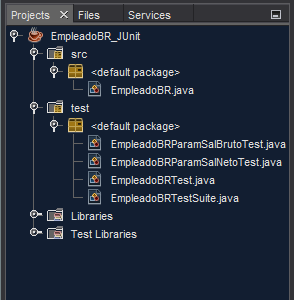 Projects Files Services
EmpleadoBR_JUnit
src
<default package>
EmpleadoBR.java
test
<default package>
EmpleadoBRParamSalBrutoTest.java
EmpleadoBRParamSalNetoTest.java
EmpleadoBRTest.java
EmpleadoBRTestSuite.java
Libraries
Test Libraries